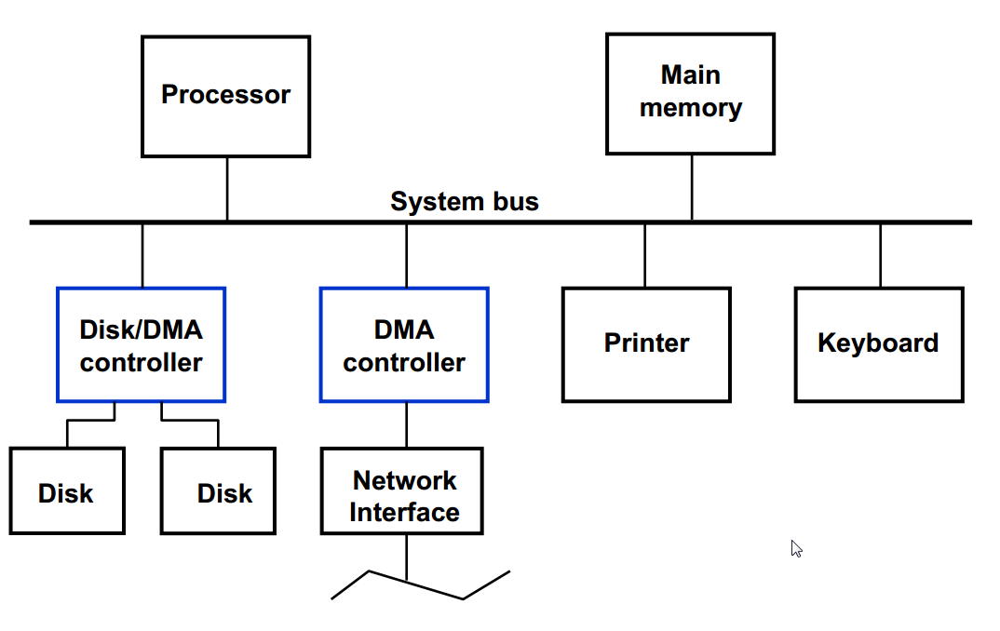 Processor
Main
memory
System bus
Disk/DMA
controller
DMA
controller
Printer
Keyboard
Disk
Disk
Network
Interface